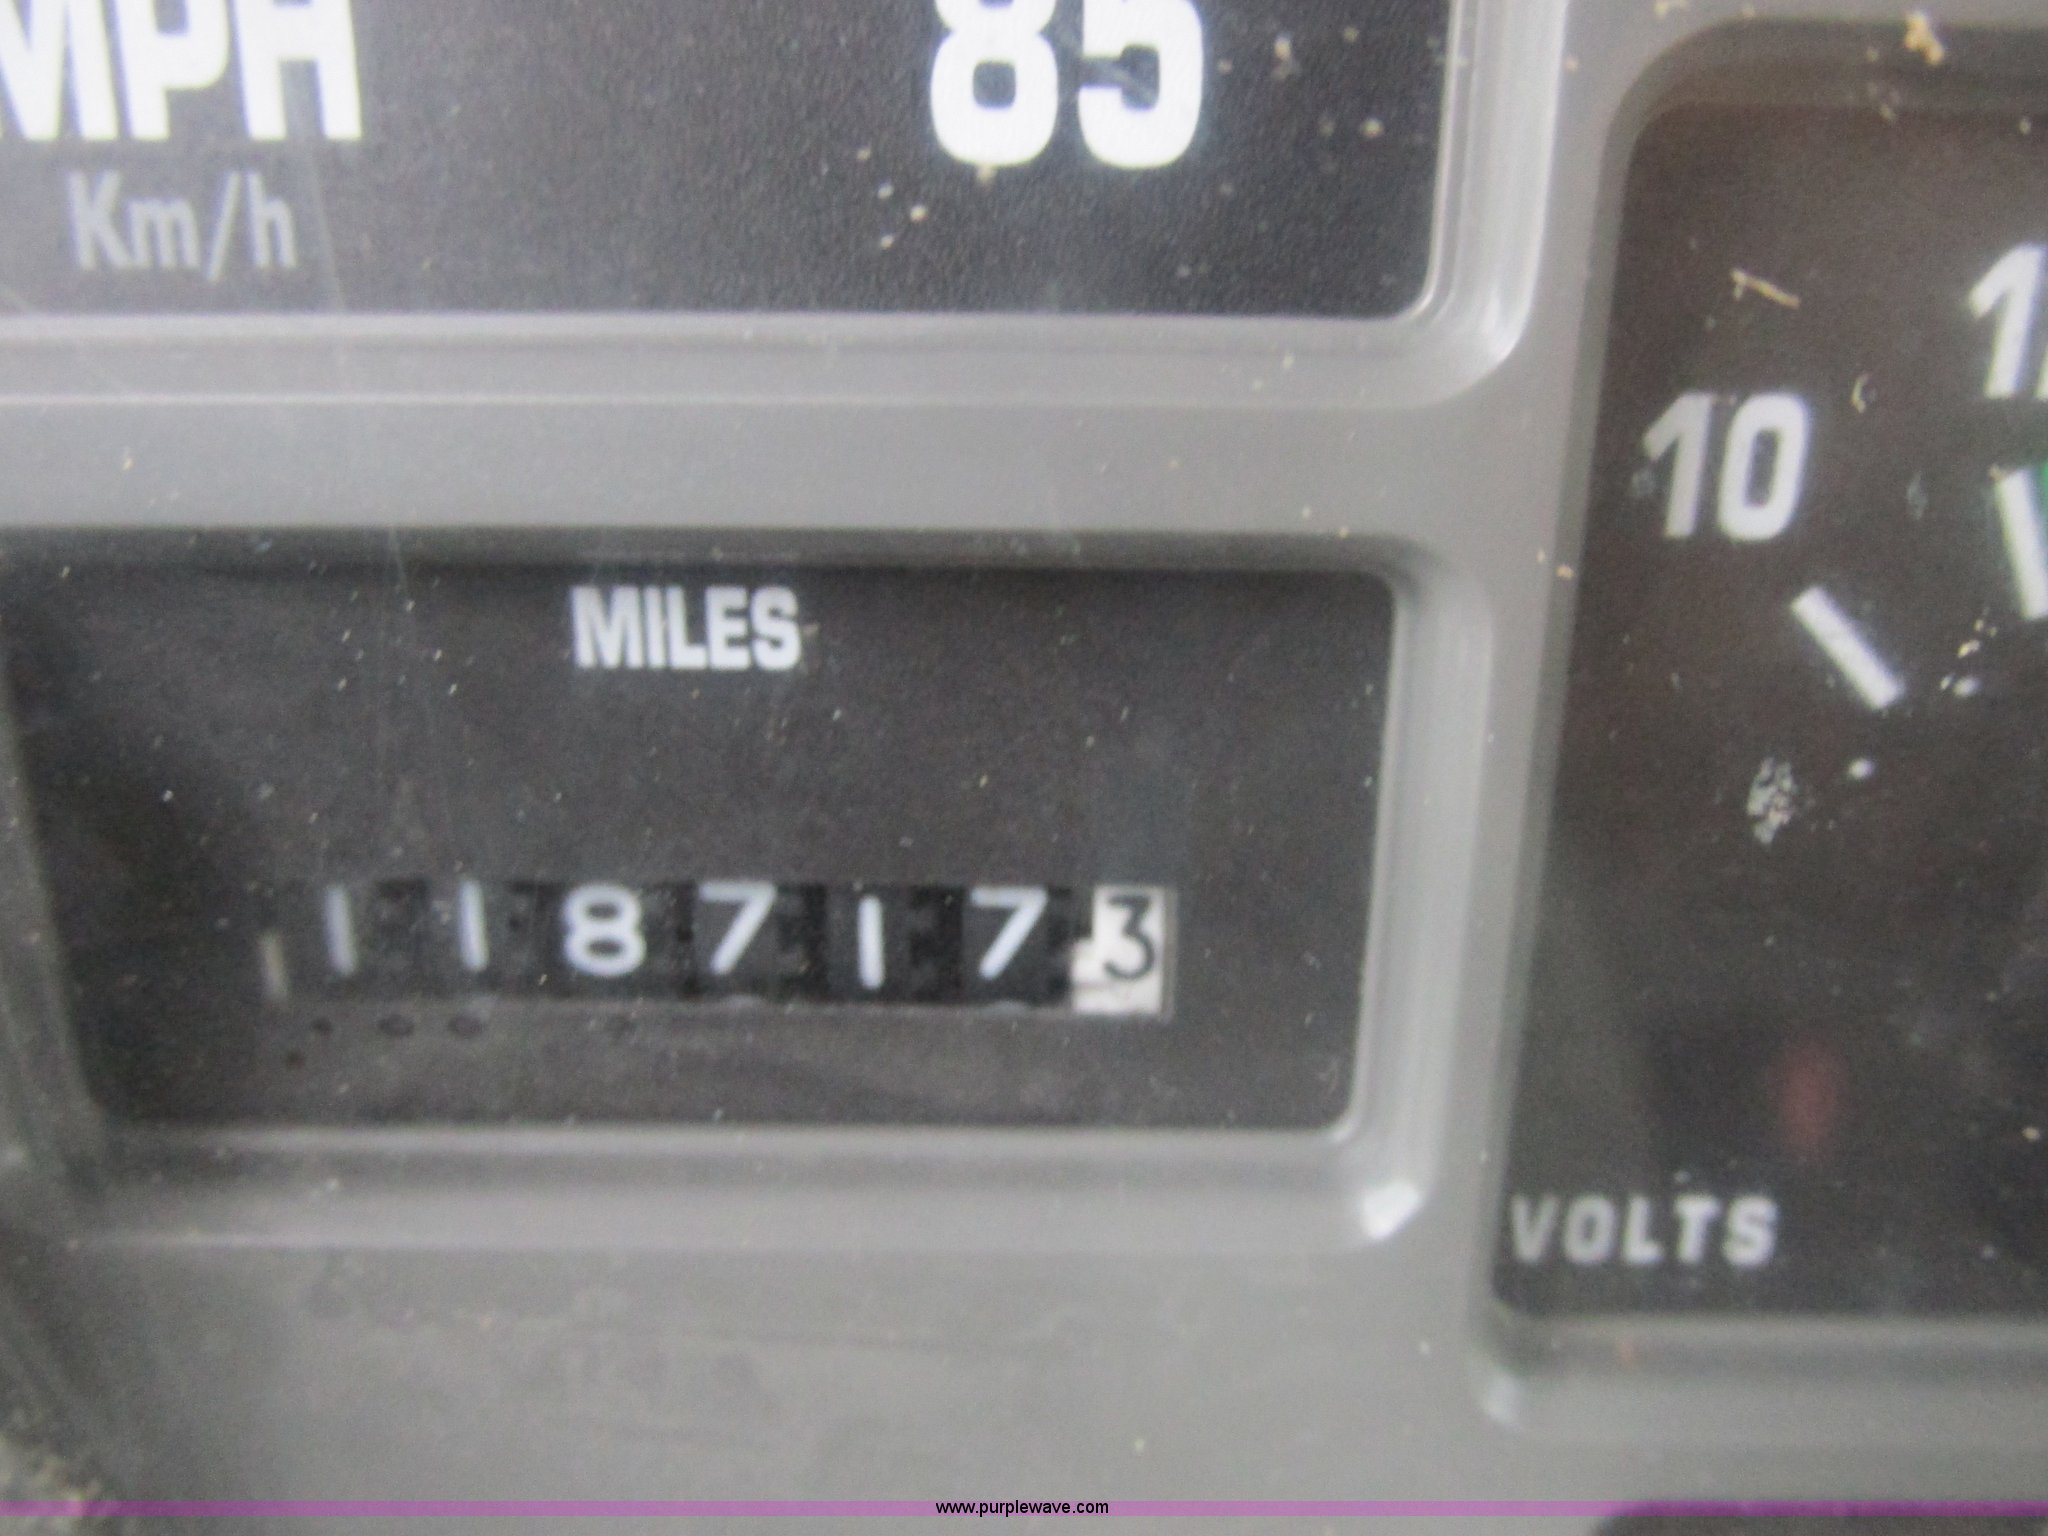 MPH 85
Km/h
10
MILES
1187173
VOLTS
www.purplewave.com